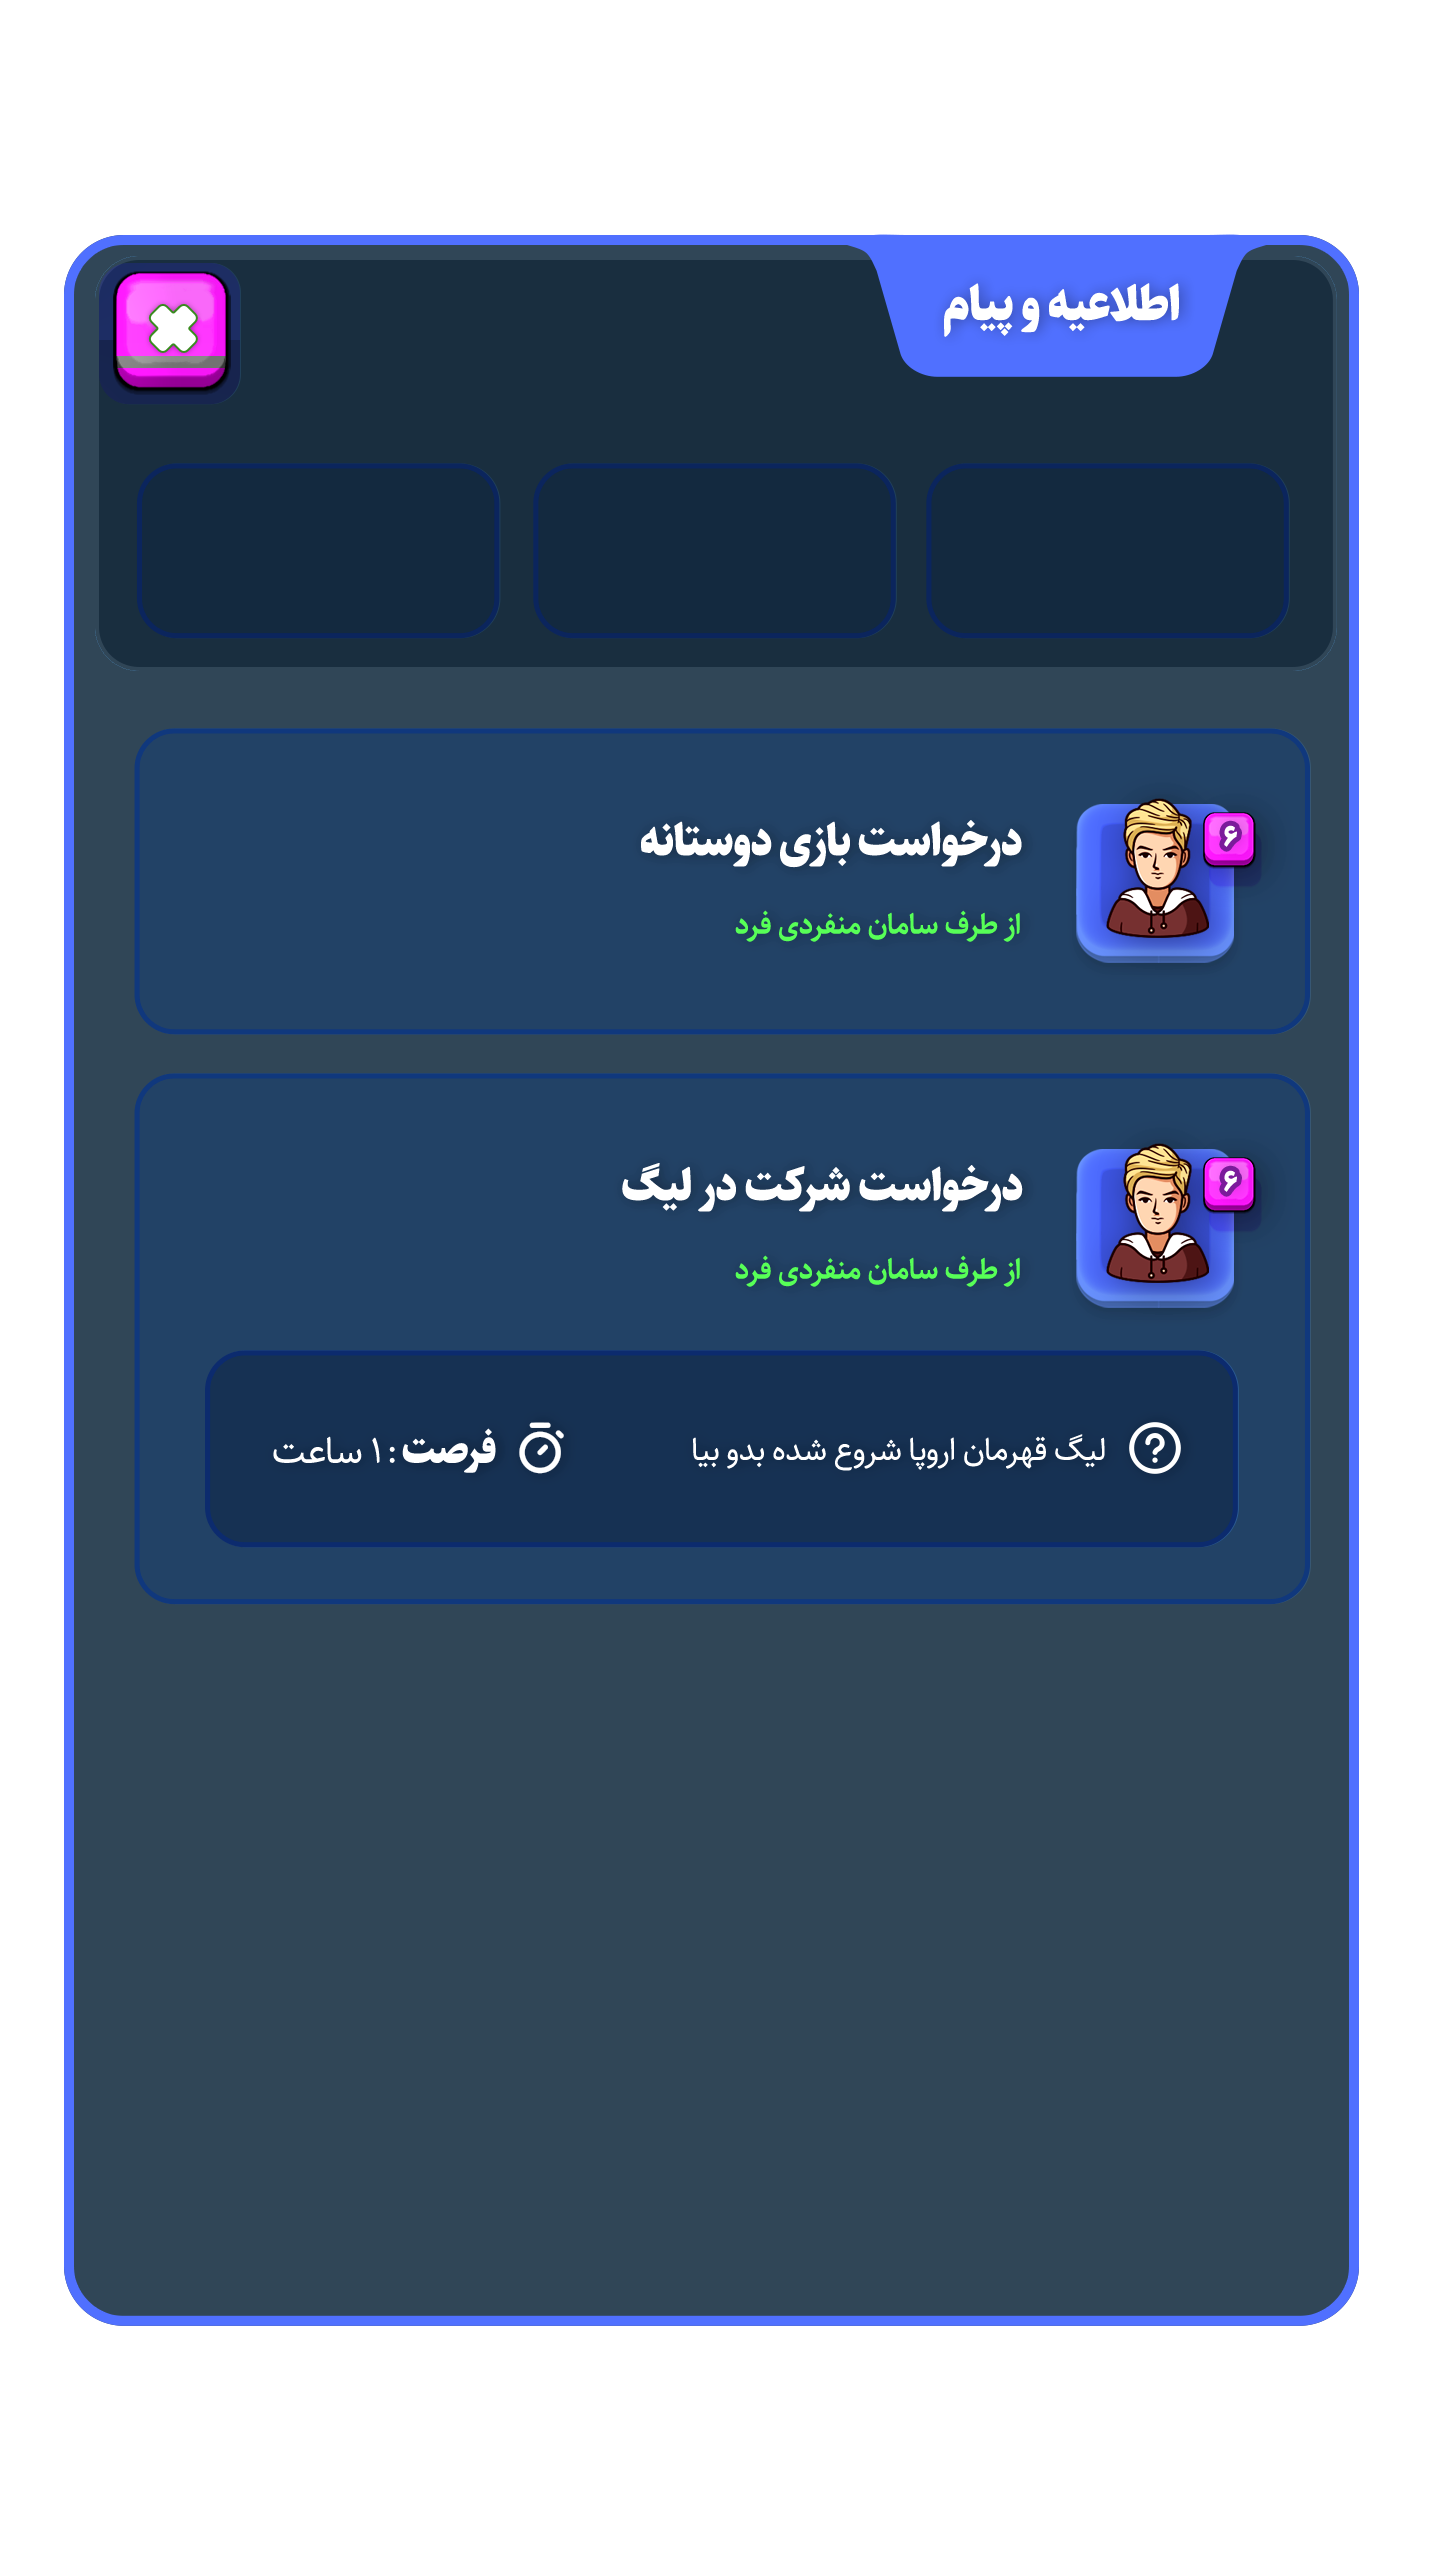 اطلاعیه و پیام
۶
درخواست بازی دوستانه
از طرف سامان منفردی فرد
۶
درخواست شرکت در لیگ
از طرف سامان منفردی فرد
لیگ قهرمان اروپا شروع شده بدو بیا
فرصت : ۱ ساعت